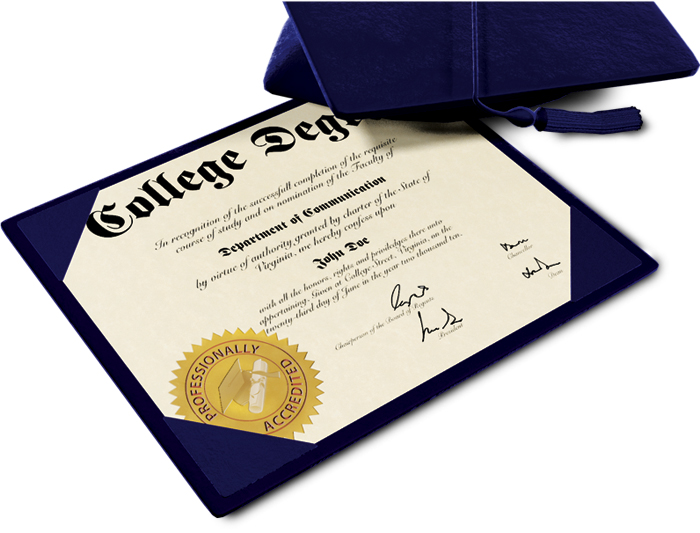 College Deg
In recognition of the successfull completion of the requisite
course of study and on nomination of the Faculty of
Department of Communication
by virtue of authority granted by charter of the State of
Virginia, we hereby confess upon
John Doe
with all the honors, rights and priviledges there unto
appertaining. Given at College Street, Virginia, on the
twenty-third day of June in the year two thousand ten.
Chancellor
Dean
Chairperson of the Board of Regents
President
PROFESSIONALLY
ACCREDITED